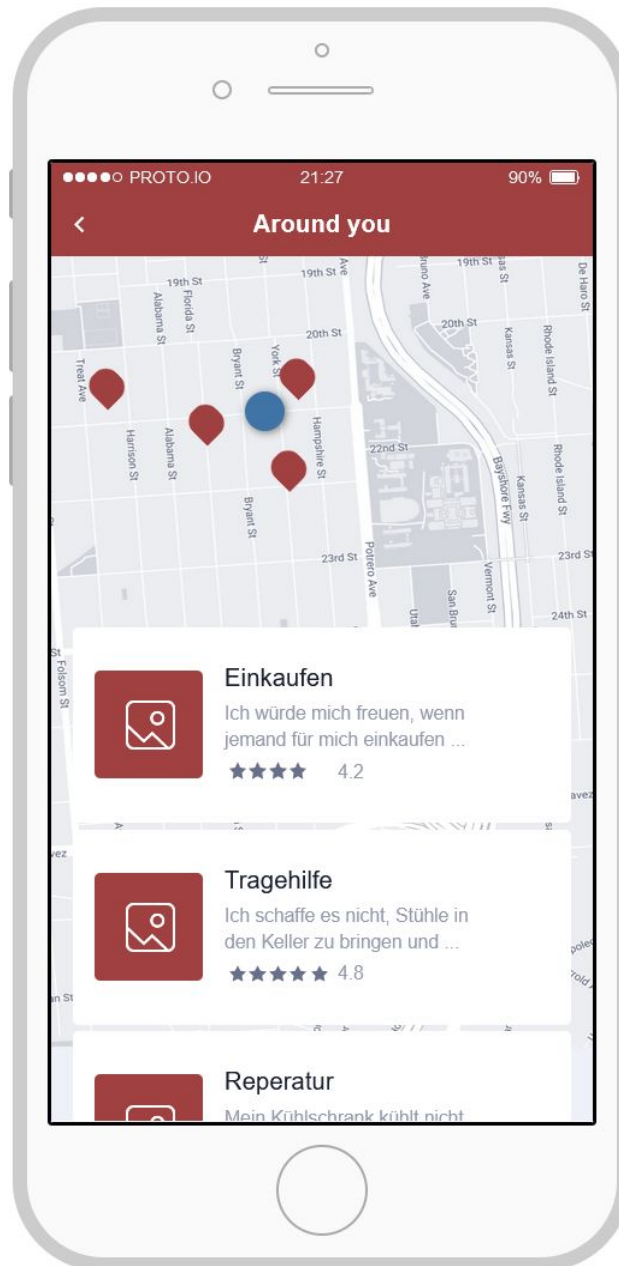 PROTO.IO 21:27 90%
Around you
19th St
19th St
19th St
Ave
De Haro St
Alabama St
Florida St
20th St
20th St
Kansas St
Rhode Island St
Treat Ave
Bryant St
York St
Harrison St
Alabama St
Hampshire St
22nd St
Bayshore Fwy
Kansas St
Rhode Island St
Bryant St
23rd St
Potrero Ave
23rd St
Vermont St
24th St
Folsom St
Einkaufen
Ich würde mich freuen, wenn
jemand für mich einkaufen ...
4.2
Tragehilfe
Ich schaffe es nicht, Stühle in
den Keller zu bringen und ...
4.8
Reperatur
Mein Kühlschrank kühlt nicht